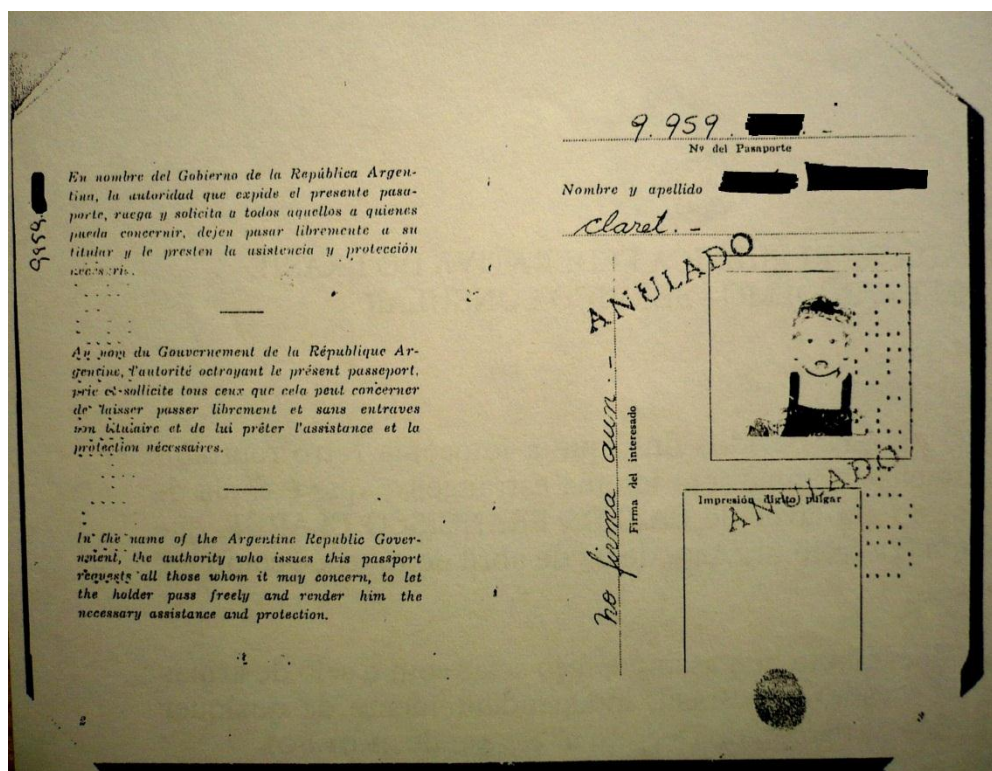 9959.
En nombre del Gobierno de la República Argen-
tina, la autoridad que expide el presente pasa-
porte, ruega y solicita a todos aquellos a quienes
pueda concernir, dejen pasar libremente a su
titular y le presten la asistencia y protección
Au nom du Gouvernement de la République Ar-
gentine, l'autorité octroyant le présent passeport,
prie et sollicite tous ceux que cela peut concerner
de laisser passer librement et sans entraves
son titulaire et de lui prêter l'assistance et la
protection nécessaires.
In the name of the Argentine Republic Gover-
nment, the authority who issues this passport
requests all those whom it may concern, to let
the holder pass freely and render him the
necessary assistance and protection.
2
9.959. -
Nº del Pasaporte
Nombre y apellido
claret. -
ANULADO
no firma aun. -
Firma del interesado
ANULADO
Impresión dígito pulgar
3